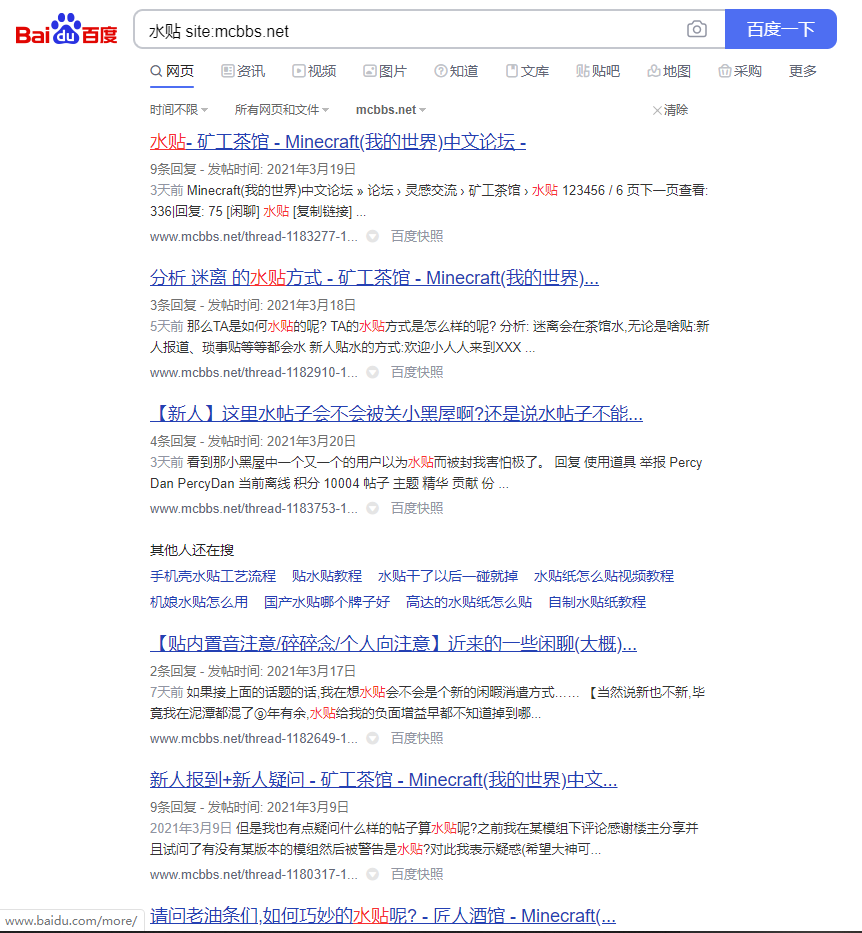 Bai du 百度 水贴 site:mcbbs.net 百度一下
网页 资讯 视频 图片 知道 文库 贴吧 地图 采购 更多
时间不限 所有网页和文件 mcbbs.net 清除
水贴- 矿工茶馆 - Minecraft(我的世界)中文论坛 -
9条回复 - 发帖时间: 2021年3月19日
3天前 Minecraft(我的世界)中文论坛 » 论坛 › 灵感交流 › 矿工茶馆 › 水贴 123456 / 6 页下一页查看:
336|回复: 75 [闲聊] 水贴 [复制链接] ...
www.mcbbs.net/thread-1183277-1... 百度快照
分析 迷离 的水贴方式 - 矿工茶馆 - Minecraft(我的世界)...
3条回复 - 发帖时间: 2021年3月18日
5天前 那么TA是如何水贴的呢? TA的水贴方式是怎么样的呢? 分析: 迷离会在茶馆水,无论是啥贴:新
人报道、琐事贴等等都会水 新人贴水的方式:欢迎小人人来到XXX ...
www.mcbbs.net/thread-1182910-1... 百度快照
【新人】这里水帖子会不会被关小黑屋啊?还是说水帖子不能...
4条回复 - 发帖时间: 2021年3月20日
3天前 看到那小黑屋中一个又一个的用户以为水贴而被封我害怕极了。 回复 使用道具 举报 Percy
Dan PercyDan 当前离线 积分 10004 帖子 主题 精华 贡献 份 ...
www.mcbbs.net/thread-1183753-1... 百度快照
其他人还在搜
手机壳水贴工艺流程 贴水贴教程 水贴干了以后一碰就掉 水贴纸怎么贴视频教程
机娘水贴怎么用 国产水贴哪个牌子好 高达的水贴纸怎么贴 自制水贴纸教程
【贴内置音注意/碎碎念/个人向注意】近来的一些闲聊(大概)...
2条回复 - 发帖时间: 2021年3月17日
7天前 如果接上面的话题的话,我在想水贴会不会是个新的闲暇消遣方式…… 【当然说新也不新,毕
竟我在泥潭都混了⑨年有余,水贴给我的负面增益早都不知道掉到哪...
www.mcbbs.net/thread-1182649-1... 百度快照
新人报到+新人疑问 - 矿工茶馆 - Minecraft(我的世界)中文...
9条回复 - 发帖时间: 2021年3月9日
2021年3月9日 但是我也有点疑问什么样的帖子算水贴呢?之前我在某模组下评论感谢楼主分享并
且试问了有没有某版本的模组然后被警告是水贴?对此我表示疑惑(希望大神可...
www.mcbbs.net/thread-1180317-1... 百度快照
请问老油条们,如何巧妙的水贴呢? - 匠人酒馆 - Minecraft(...
www.baidu.com/more/